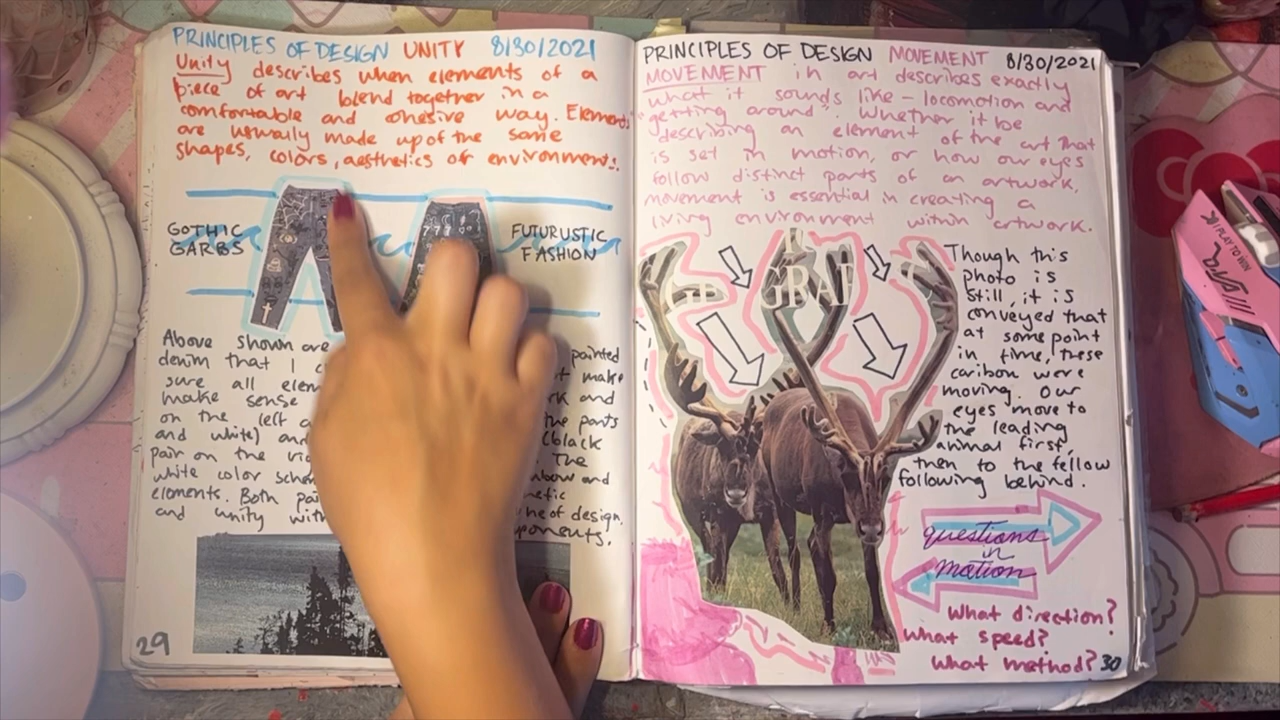 PRINCIPLES OF DESIGN UNITY 8/30/2021
Unity describes when elements of a
piece of art blend together in a
comfortable and cohesive way. Elements
are usually made up of the same
shapes, colors, aesthetics or environments.
GOTHIC
GARBS
FUTURISTIC
FASHION
Above shown are painted
denim that I make
sure all elem and
make sense the pants
on the left (black
and white) and The
pair on the
white color
elements. Both
and unity with of design.
29
PRINCIPLES OF DESIGN MOVEMENT 8/30/2021
MOVEMENT in art describes exactly
what it sounds like - locomotion and
"getting around". Whether it be
describing an element of the art that
is set in motion, or how our eyes
follow distinct parts of an artwork,
movement is essential in creating a
living environment within artwork.
Though this
photo is
still, it is
conveyed that
at some point
in time, these
caribou were
moving. Our
eyes move to
the leading
animal first,
then to the fellow
following behind.
questions
in
motion
What direction?
What speed?
What method?
30
I PLAY TO WIN